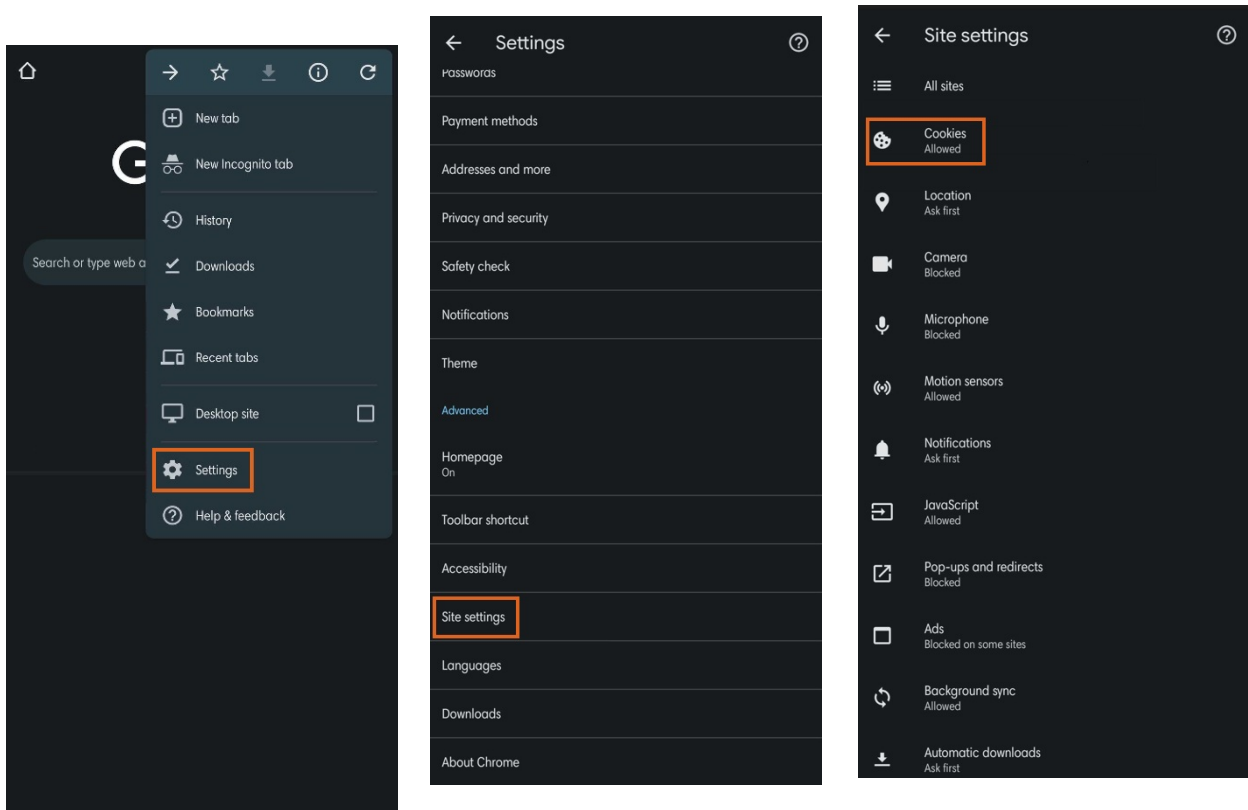 G
Search or type web a
New tab
New Incognito tab
History
Downloads
Bookmarks
Recent tabs
Desktop site
Settings
Help & feedback
Settings
Passwords
Payment methods
Addresses and more
Privacy and security
Safety check
Notifications
Theme
Advanced
Homepage
On
Toolbar shortcut
Accessibility
Site settings
Languages
Downloads
About Chrome
Site settings
All sites
Cookies
Allowed
Location
Ask first
Camera
Blocked
Microphone
Blocked
Motion sensors
Allowed
Notifications
Ask first
JavaScript
Allowed
Pop-ups and redirects
Blocked
Ads
Blocked on some sites
Background sync
Allowed
Automatic downloads
Ask first